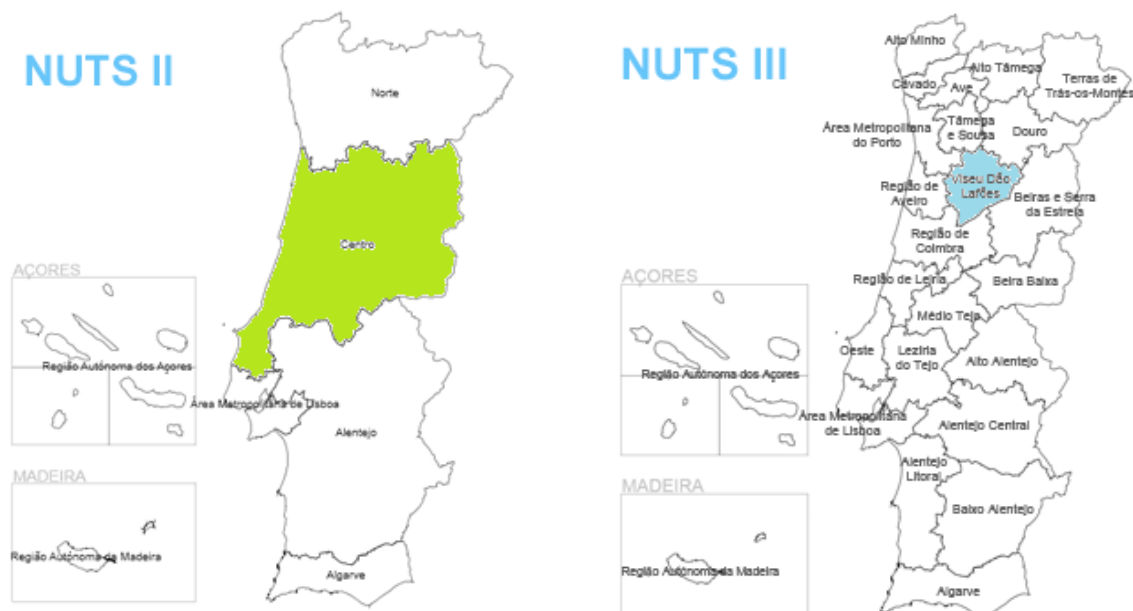 NUTS II
Norte
Centro
AÇORES
Região Autónoma dos Açores
Área Metropolitana de Lisboa
Alentejo
MADEIRA
Região Autónoma da Madeira
Algarve
NUTS III
Alto Minho
Alto Tâmega
Terras de
Trás-os-Montes
Cávado
Ave
Área Metropolitana
do Porto
Tâmega
e Sousa
Douro
Viseu Dão
Lafões
Região de
Aveiro
Beiras e Serra
da Estrela
Região de
Coimbra
AÇORES
Região de Leiria
Beira Baixa
Médio Tejo
Oeste
Lezíria
do Tejo
Alto Alentejo
Região Autónoma dos Açores
Área Metropolitana
de Lisboa
Alentejo Central
Alentejo
Litoral
MADEIRA
Baixo Alentejo
Região Autónoma da Madeira
Algarve